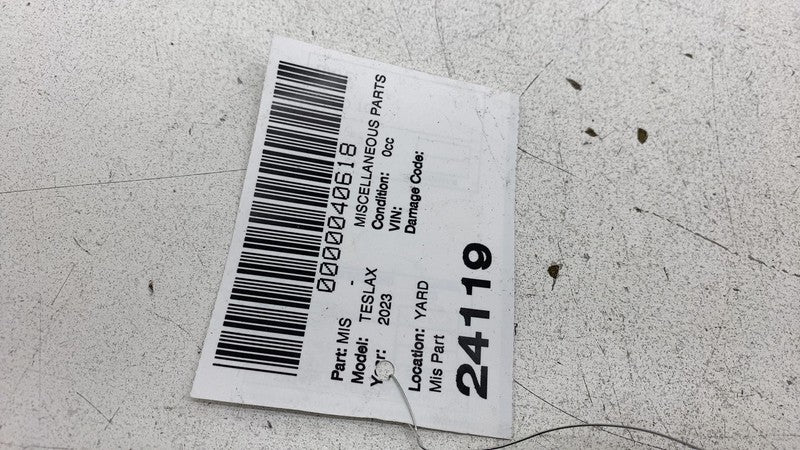 0000040618
Part: MIS - MISCELLANEOUS PARTS
Model: TESLAX Condition: 0cc
Year: 2023 VIN:
Damage Code:
Location: YARD
Mis Part
24119